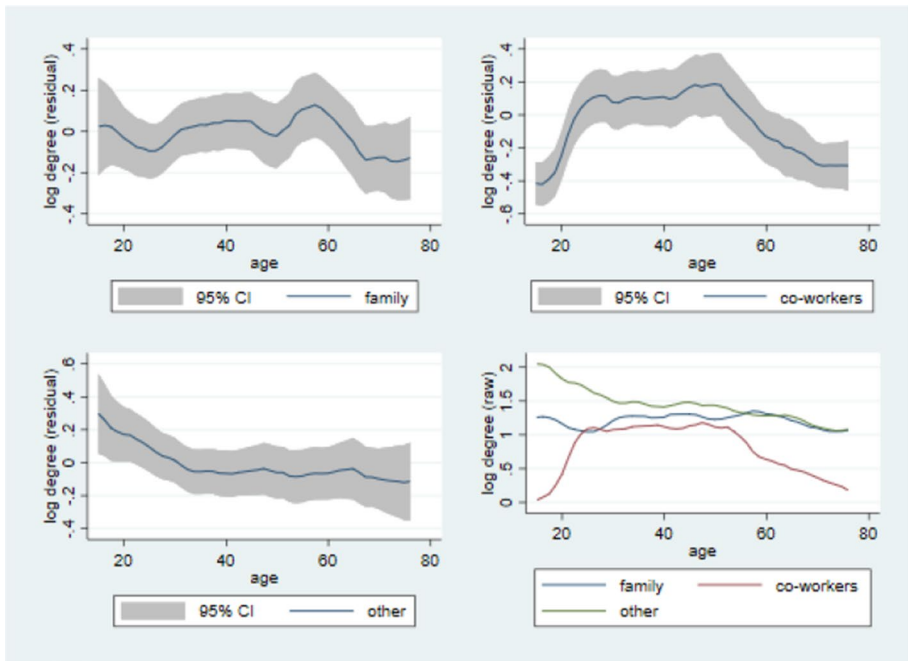 log degree (residual)
.4
.2
0
-.2
-.4
20 40 60 80
age
95% CI family
log degree (residual)
.4
.2
0
-.2
-.4
-.6
20 40 60 80
age
95% CI co-workers
log degree (residual)
.6
.4
.2
0
-.2
-.4
20 40 60 80
age
95% CI other
log degree (raw)
2
1.5
1
.5
0
20 40 60 80
age
family co-workers
other